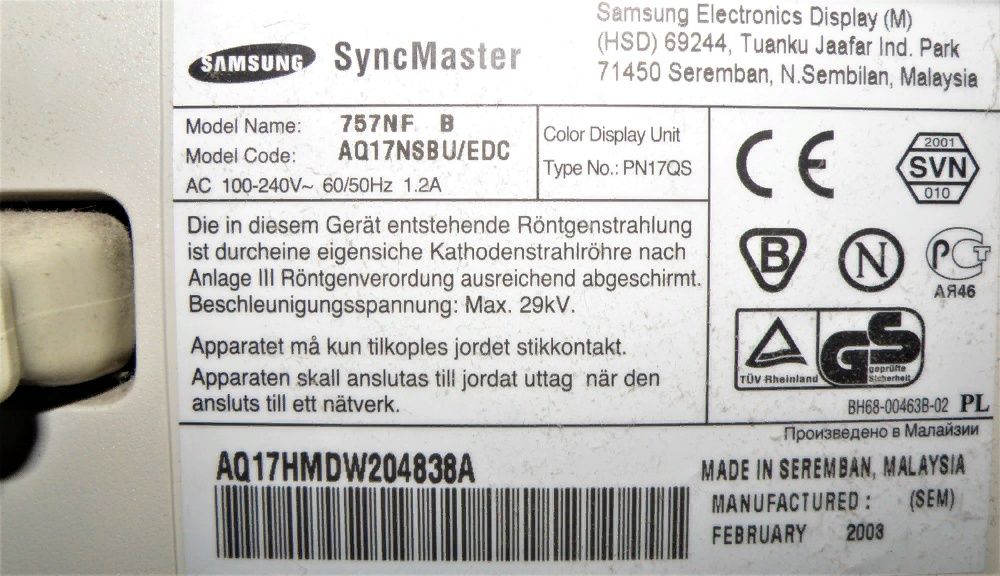 Samsung Electronics Display (M)
(HSD) 69244, Tuanku Jaafar Ind. Park
71450 Seremban, N.Sembilan, Malaysia
SAMSUNG SyncMaster
Model Name: 757NF B
Model Code: AQ17NSBU/EDC
AC 100-240V~ 60/50Hz 1.2A
Color Display Unit
Type No.: PN17QS
Die in diesem Gerät entstehende Röntgenstrahlung
ist durcheine eigensiche Kathodenstrahlröhre nach
Anlage III Röntgenverordung ausreichend abgeschirmt.
Beschleunigungsspannung: Max. 29kV.
Apparatet må kun tilkoples jordet stikkontakt.
Apparaten skall anslutas till jordat uttag när den
ansluts till ett nätverk.
CE
2001
SVN
010
B
N
РСТ
АЯ46
TÜV Rheinland
GS
geprüfte
Sicherheit
BH68-00463B-02 PL
Произведено в Малайзии
AQ17HMDW204838A
MADE IN SEREMBAN, MALAYSIA
MANUFACTURED : (SEM)
FEBRUARY 2003